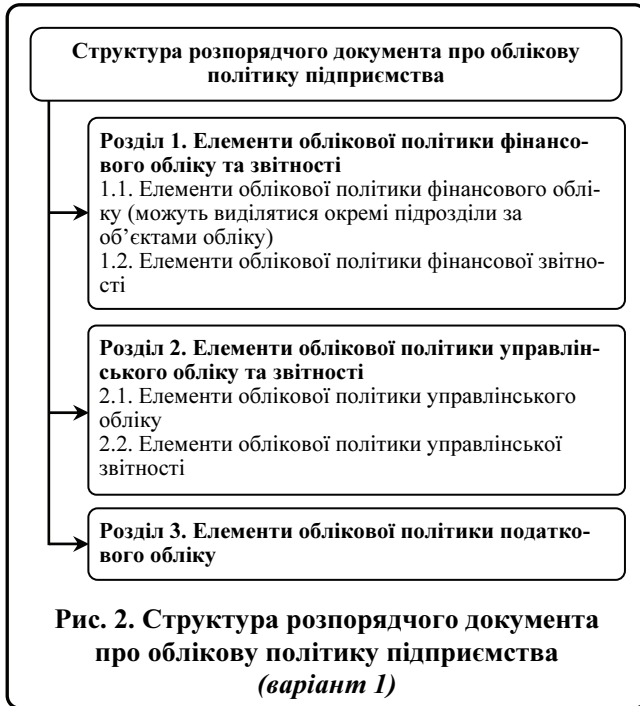 Структура розпорядчого документа про облікову
політику підприємства
Розділ 1. Елементи облікової політики фінансо-
вого обліку та звітності
1.1. Елементи облікової політики фінансового облі-
ку (можуть виділятися окремі підрозділи за
об’єктами обліку)
1.2. Елементи облікової політики фінансової звітно-
сті
Розділ 2. Елементи облікової політики управлін-
ського обліку та звітності
2.1. Елементи облікової політики управлінського
обліку
2.2. Елементи облікової політики управлінської
звітності
Розділ 3. Елементи облікової політики податко-
вого обліку
Рис. 2. Структура розпорядчого документа
про облікову політику підприємства
(варіант 1)